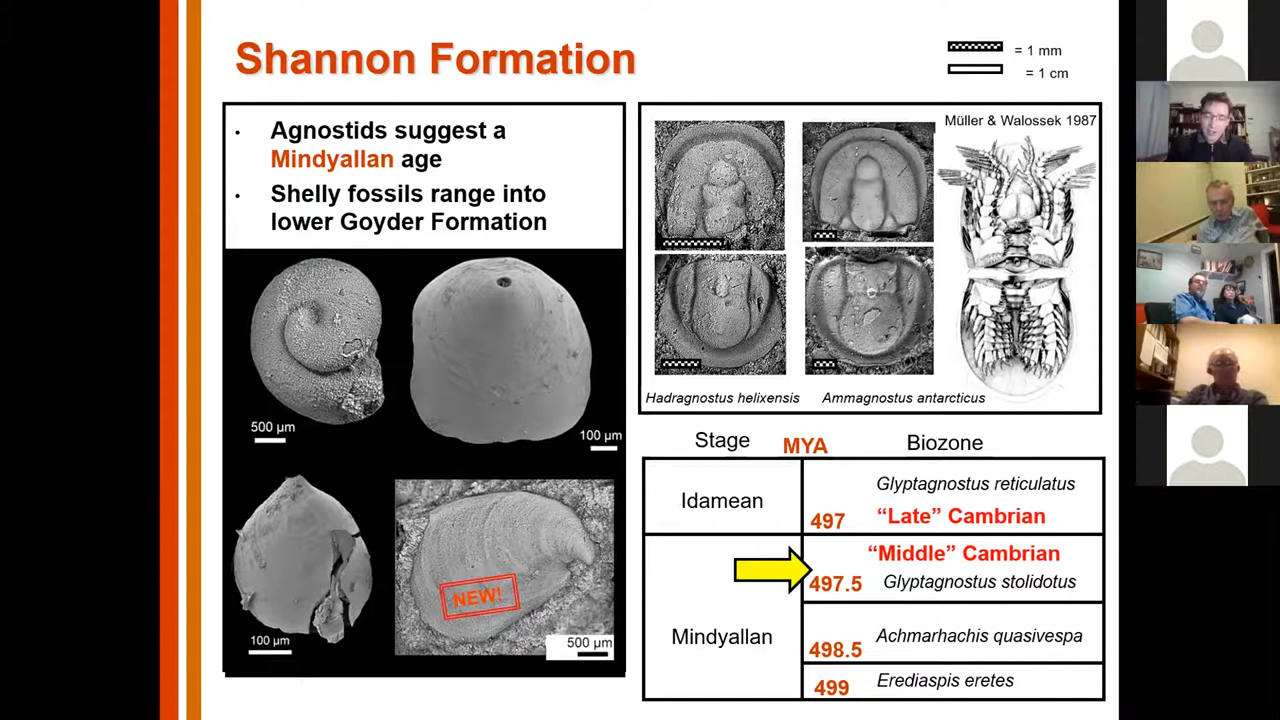 Shannon Formation
= 1 mm
= 1 cm
• Agnostids suggest a
Mindyallan age
• Shelly fossils range into
lower Goyder Formation
500 µm
100 µm
100 µm
NEW!
500 µm
Müller & Walossek 1987
Hadragnostus helixensis
Ammagnostus antarcticus
Stage MYA Biozone
Idamean
Glyptagnostus reticulatus
497 “Late” Cambrian
“Middle” Cambrian
497.5 Glyptagnostus stolidotus
Mindyallan
Achmarhachis quasivespa
498.5
499 Erediaspis eretes